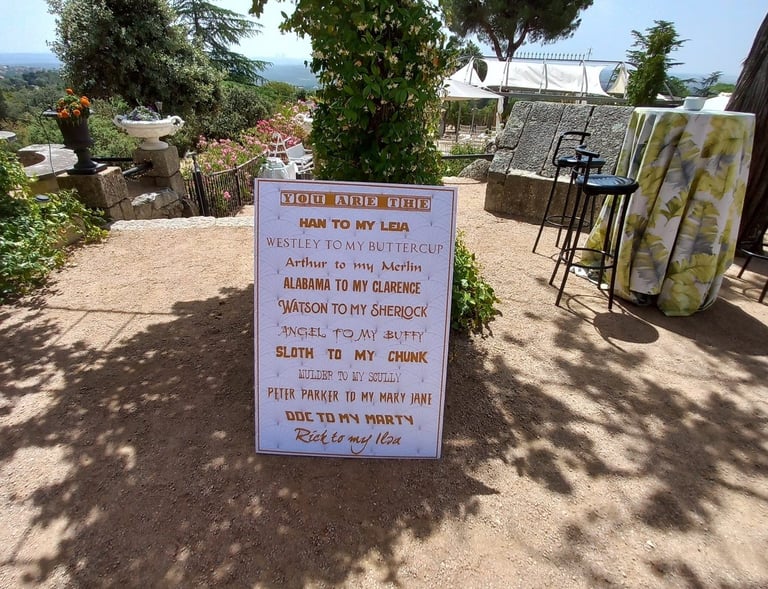 YOU ARE THE
HAN TO MY LEIA
WESTLEY TO MY BUTTERCUP
Arthur to my Merlin
ALABAMA TO MY CLARENCE
WATSON TO MY SHERLOCK
ANGEL TO MY BUFFY
SLOTH TO MY CHUNK
MULDER TO MY SCULLY
PETER PARKER TO MY MARY JANE
DOC TO MY MARTY
Rick to my Ilsa